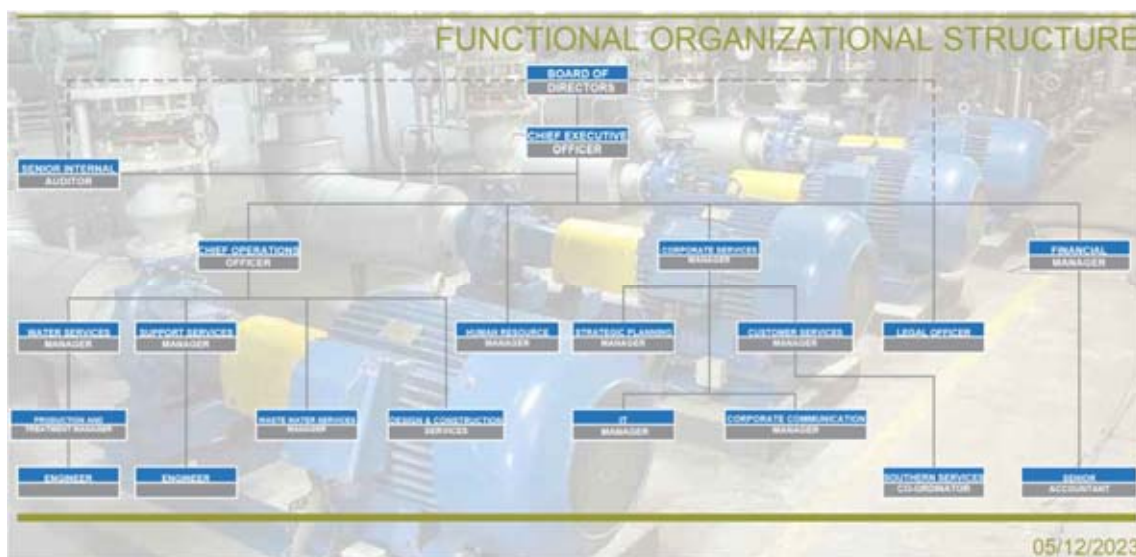 FUNCTIONAL ORGANIZATIONAL STRUCTURE
BOARD OF
DIRECTORS
CHIEF EXECUTIVE
OFFICER
SENIOR INTERNAL
AUDITOR
CHIEF OPERATIONS
OFFICER
CORPORATE SERVICES
MANAGER
FINANCIAL
MANAGER
WATER SERVICES
MANAGER
SUPPORT SERVICES
MANAGER
HUMAN RESOURCE
MANAGER
STRATEGIC PLANNING
MANAGER
CUSTOMER SERVICES
MANAGER
LEGAL OFFICER
PRODUCTION AND
TREATMENT MANAGER
WASTE WATER SERVICES
MANAGER
DESIGN & CONSTRUCTION
SERVICES
IT
MANAGER
CORPORATE COMMUNICATION
MANAGER
ENGINEER
ENGINEER
SOUTHERN SERVICES
CO-ORDINATOR
SENIOR
ACCOUNTANT
05/12/2023